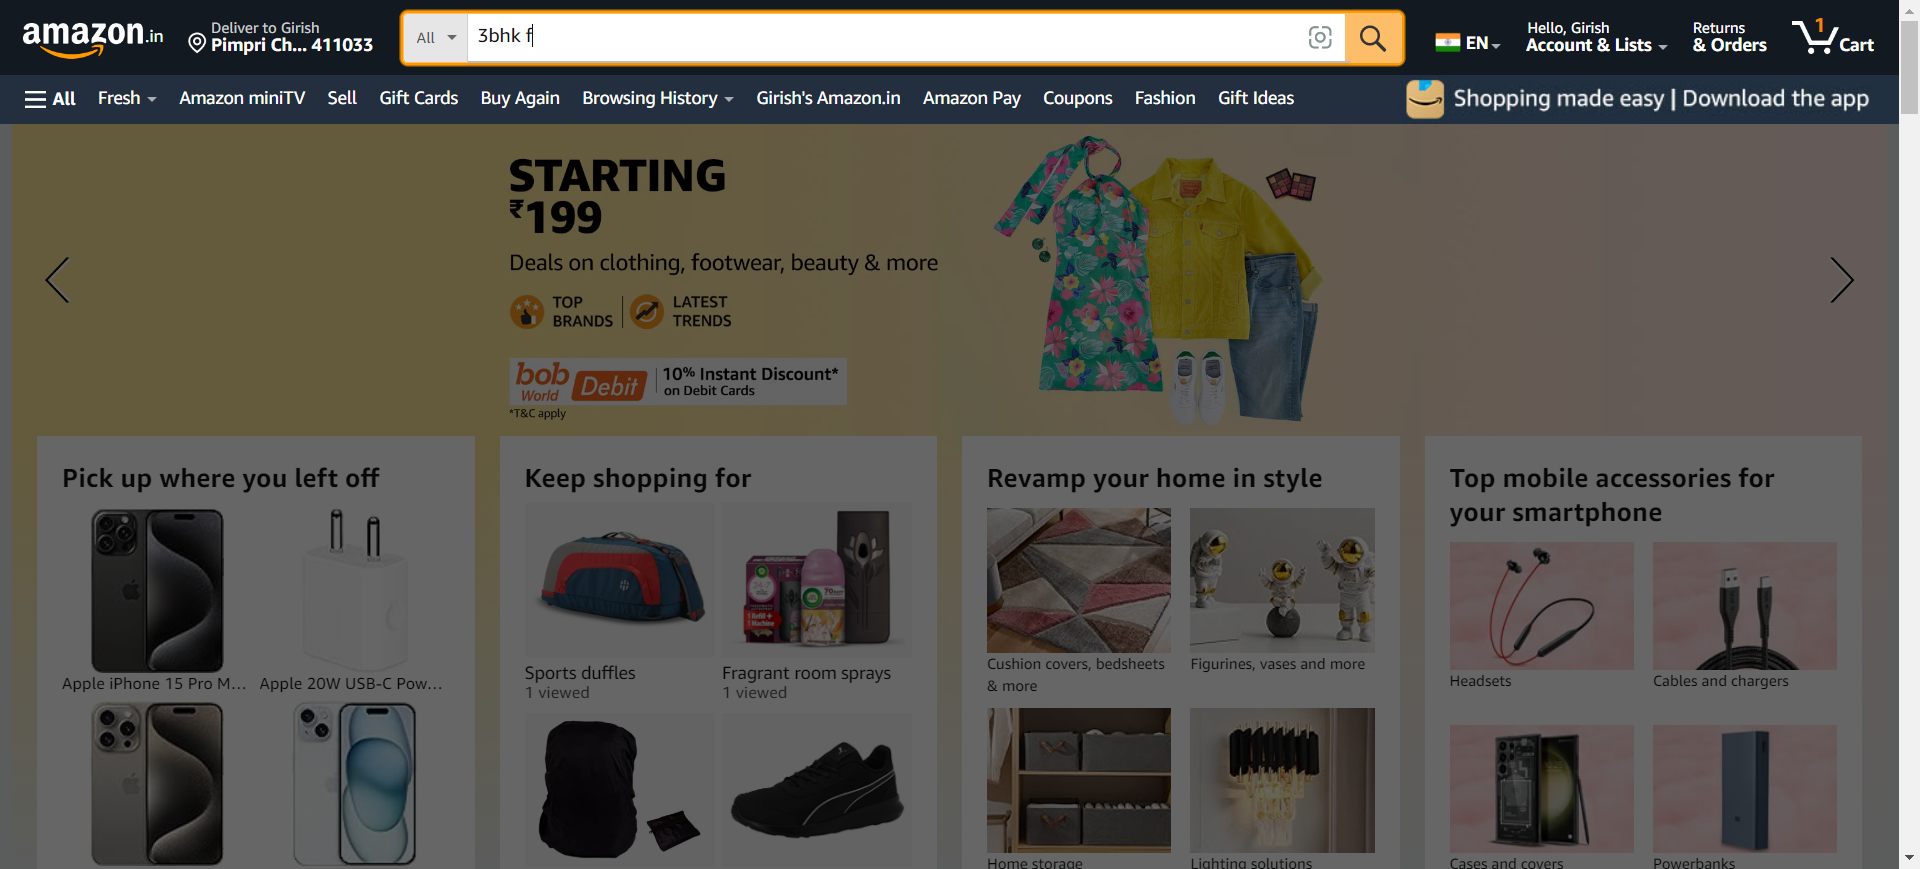 amazon.in
Deliver to Girish
Pimpri Ch... 411033
All
3bhk f
EN
Hello, Girish
Account & Lists
Returns
& Orders
1
Cart
All
Fresh
Amazon miniTV
Sell
Gift Cards
Buy Again
Browsing History
Girish's Amazon.in
Amazon Pay
Coupons
Fashion
Gift Ideas
Shopping made easy | Download the app
STARTING
₹199
Deals on clothing, footwear, beauty & more
TOP
BRANDS
LATEST
TRENDS
bob
World
Debit
10% Instant Discount*
on Debit Cards
*T&C apply
Pick up where you left off
Apple iPhone 15 Pro M...
Apple 20W USB-C Pow...
Keep shopping for
Sports duffles
1 viewed
Fragrant room sprays
1 viewed
Revamp your home in style
Cushion covers, bedsheets
& more
Figurines, vases and more
Home storage
Lighting solutions
Top mobile accessories for
your smartphone
Headsets
Cables and chargers
Cases and covers
Powerbanks